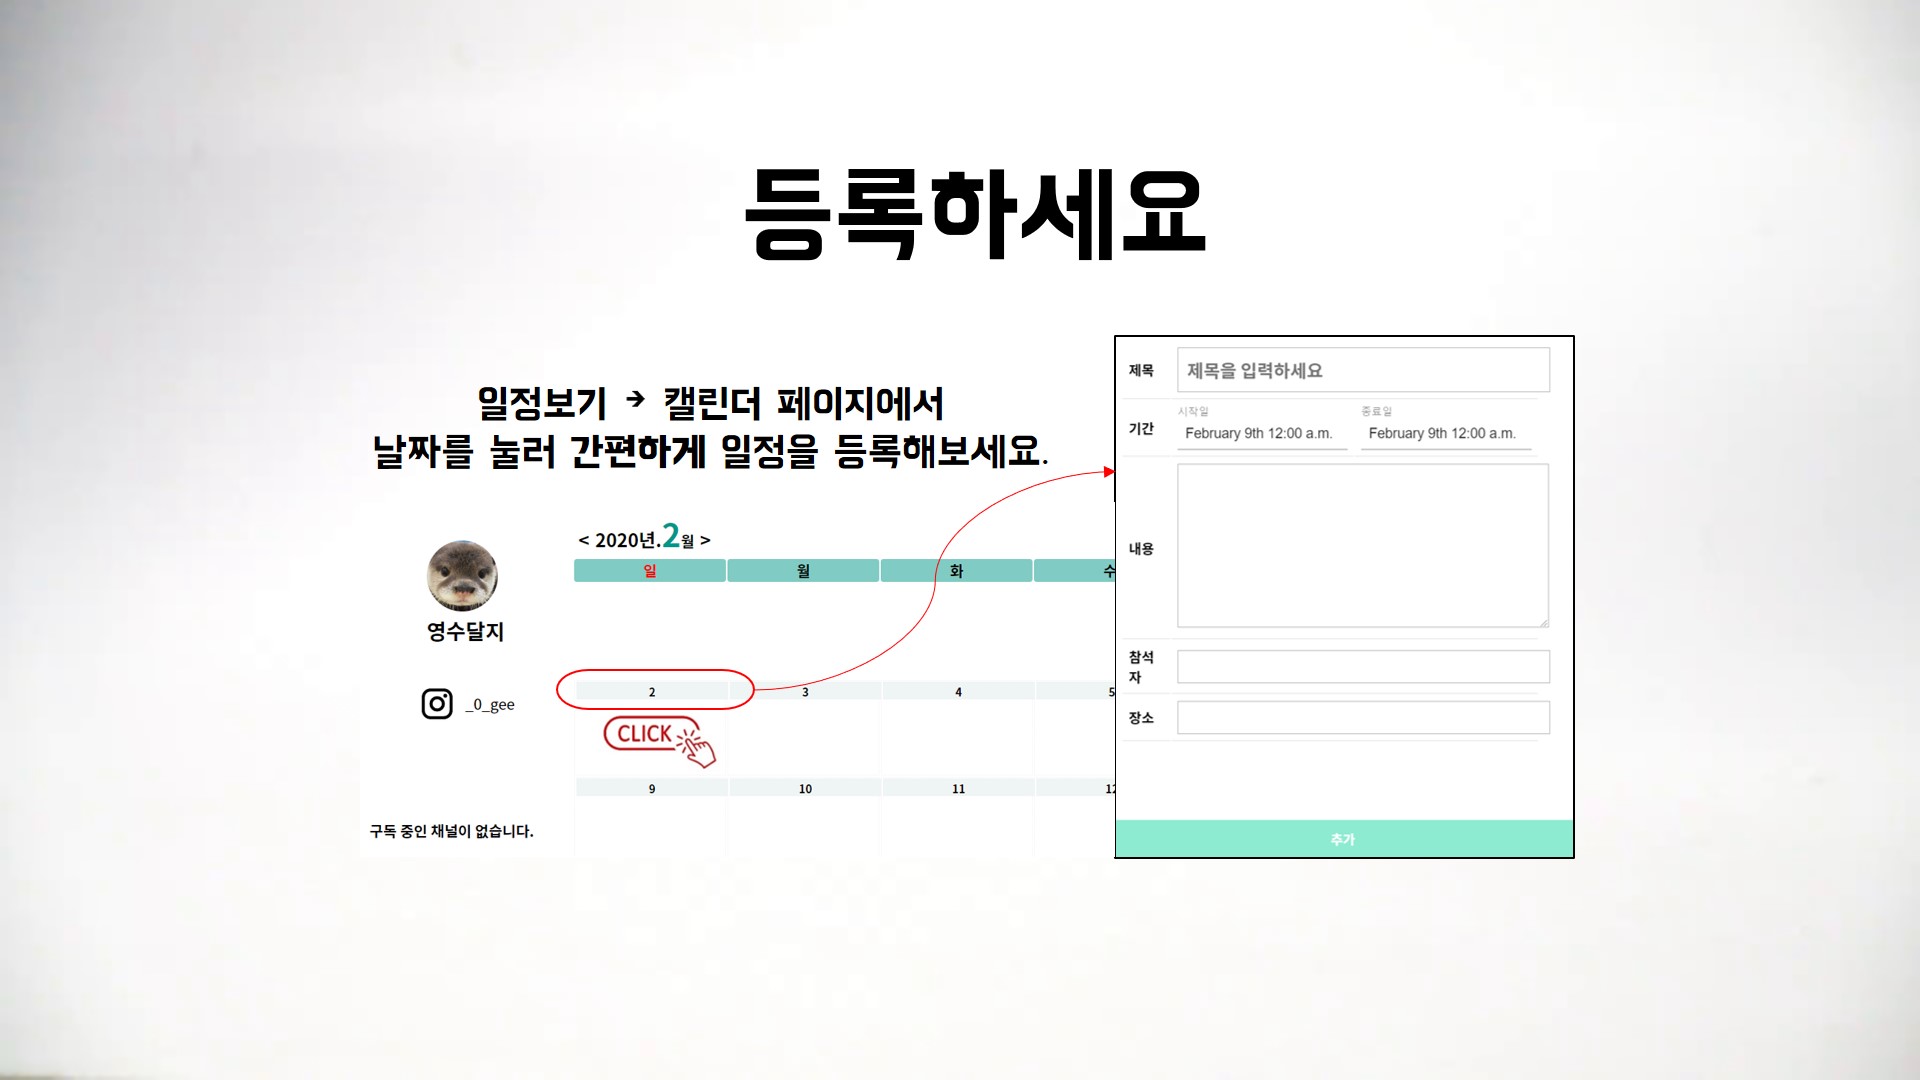 등록하세요
일정보기 → 캘린더 페이지에서
날짜를 눌러 간편하게 일정을 등록해보세요.
< 2020년.2월 >
일 월 화 수
영수달지
_0_gee
2 3 4 5
CLICK
9 10 11 12
구독 중인 채널이 없습니다.
제목 제목을 입력하세요
시작일 종료일
기간 February 9th 12:00 a.m. February 9th 12:00 a.m.
내용
참석
자
장소
추가